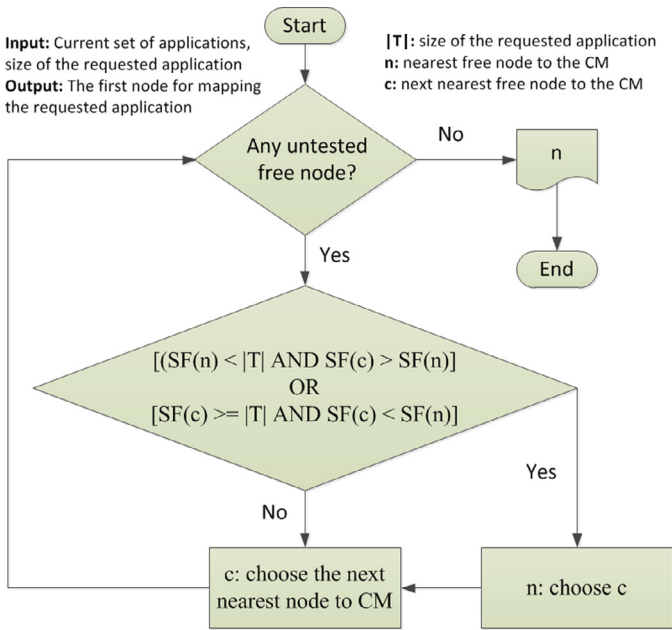 Start
Input: Current set of applications,
size of the requested application
Output: The first node for mapping
the requested application
|T|: size of the requested application
n: nearest free node to the CM
c: next nearest free node to the CM
Any untested
free node?
No
n
End
Yes
[(SF(n) < |T| AND SF(c) > SF(n)]
OR
[SF(c) >= |T| AND SF(c) < SF(n)]
Yes
No
c: choose the next
nearest node to CM
n: choose c